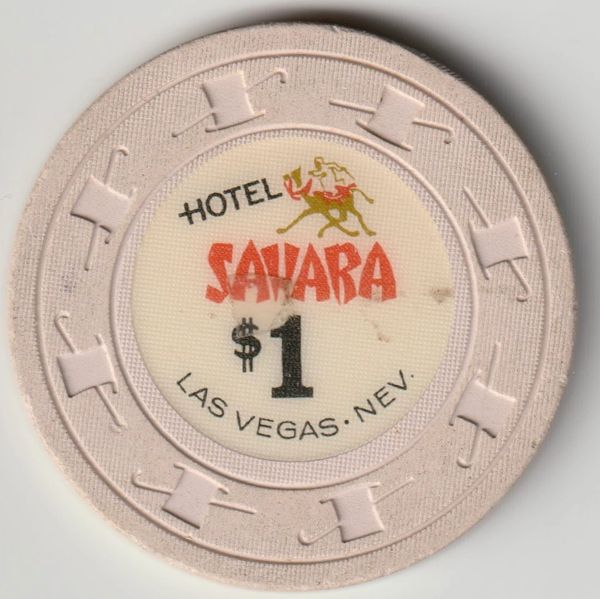 HOTEL
SAHARA
$1
LAS VEGAS • NEV.